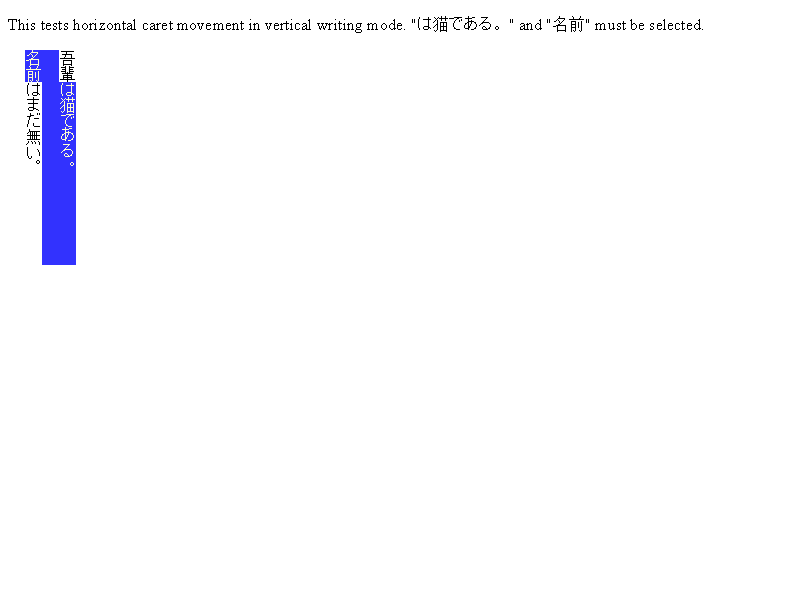 This tests horizontal caret movement in vertical writing mode. "は猫である。" and "名前" must be selected.
吾輩は猫である。
名前はまだ無い。